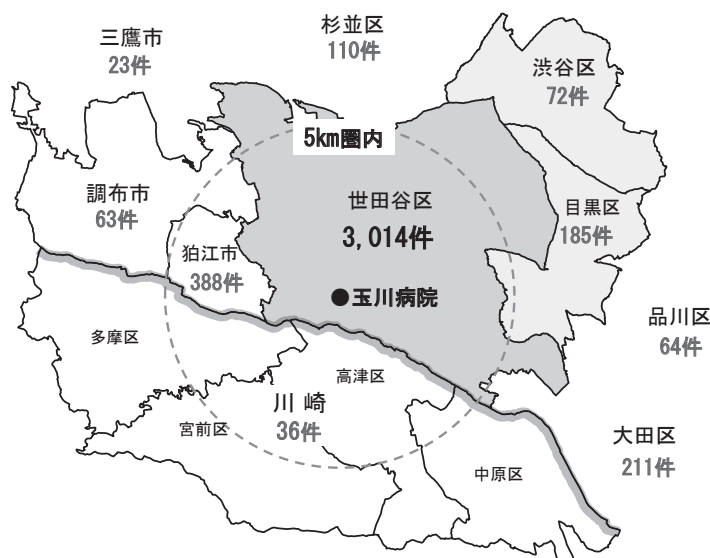 杉並区
110件
三鷹市
23件
渋谷区
72件
5km圏内
調布市
63件
世田谷区
3,014件
目黒区
185件
狛江市
388件
●玉川病院
品川区
64件
多摩区
高津区
川崎
36件
宮前区
大田区
211件
中原区